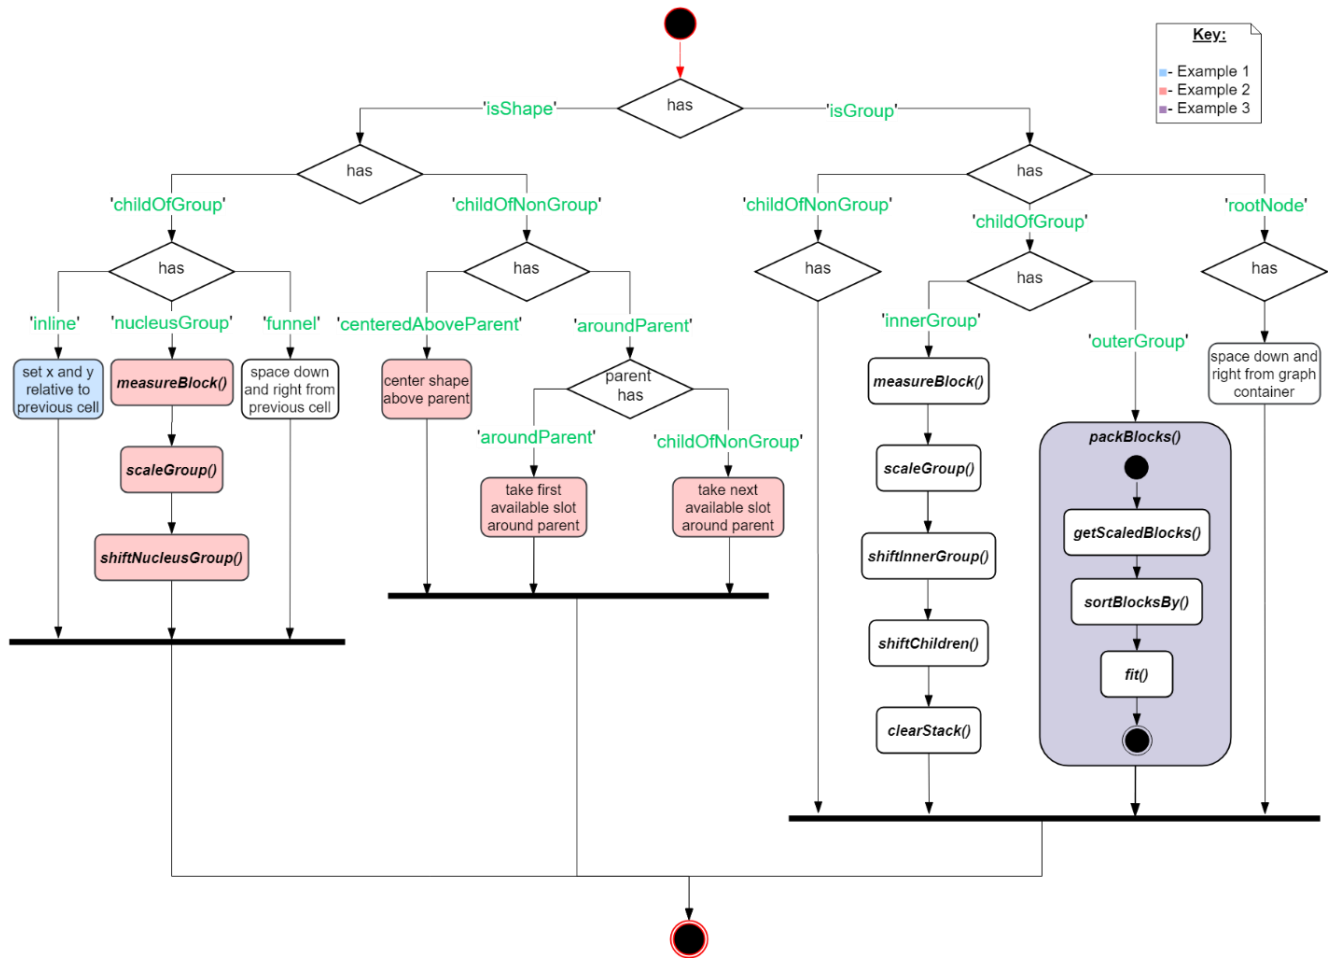 Key:
- Example 1
- Example 2
- Example 3
has
'isShape'
'isGroup'
has
has
'childOfGroup'
'childOfNonGroup'
'childOfNonGroup'
'childOfGroup'
'rootNode'
has
has
has
has
has
'inline'
'nucleusGroup'
'funnel'
'centeredAboveParent'
'aroundParent'
'innerGroup'
'outerGroup'
set x and y
relative to
previous cell
measureBlock()
space down
and right from
previous cell
center shape
above parent
parent
has
measureBlock()
space down and
right from graph
container
'aroundParent'
'childOfNonGroup'
packBlocks()
scaleGroup()
take first
available slot
around parent
take next
available slot
around parent
scaleGroup()
getScaledBlocks()
shiftNucleusGroup()
shiftInnerGroup()
sortBlocksBy()
shiftChildren()
fit()
clearStack()